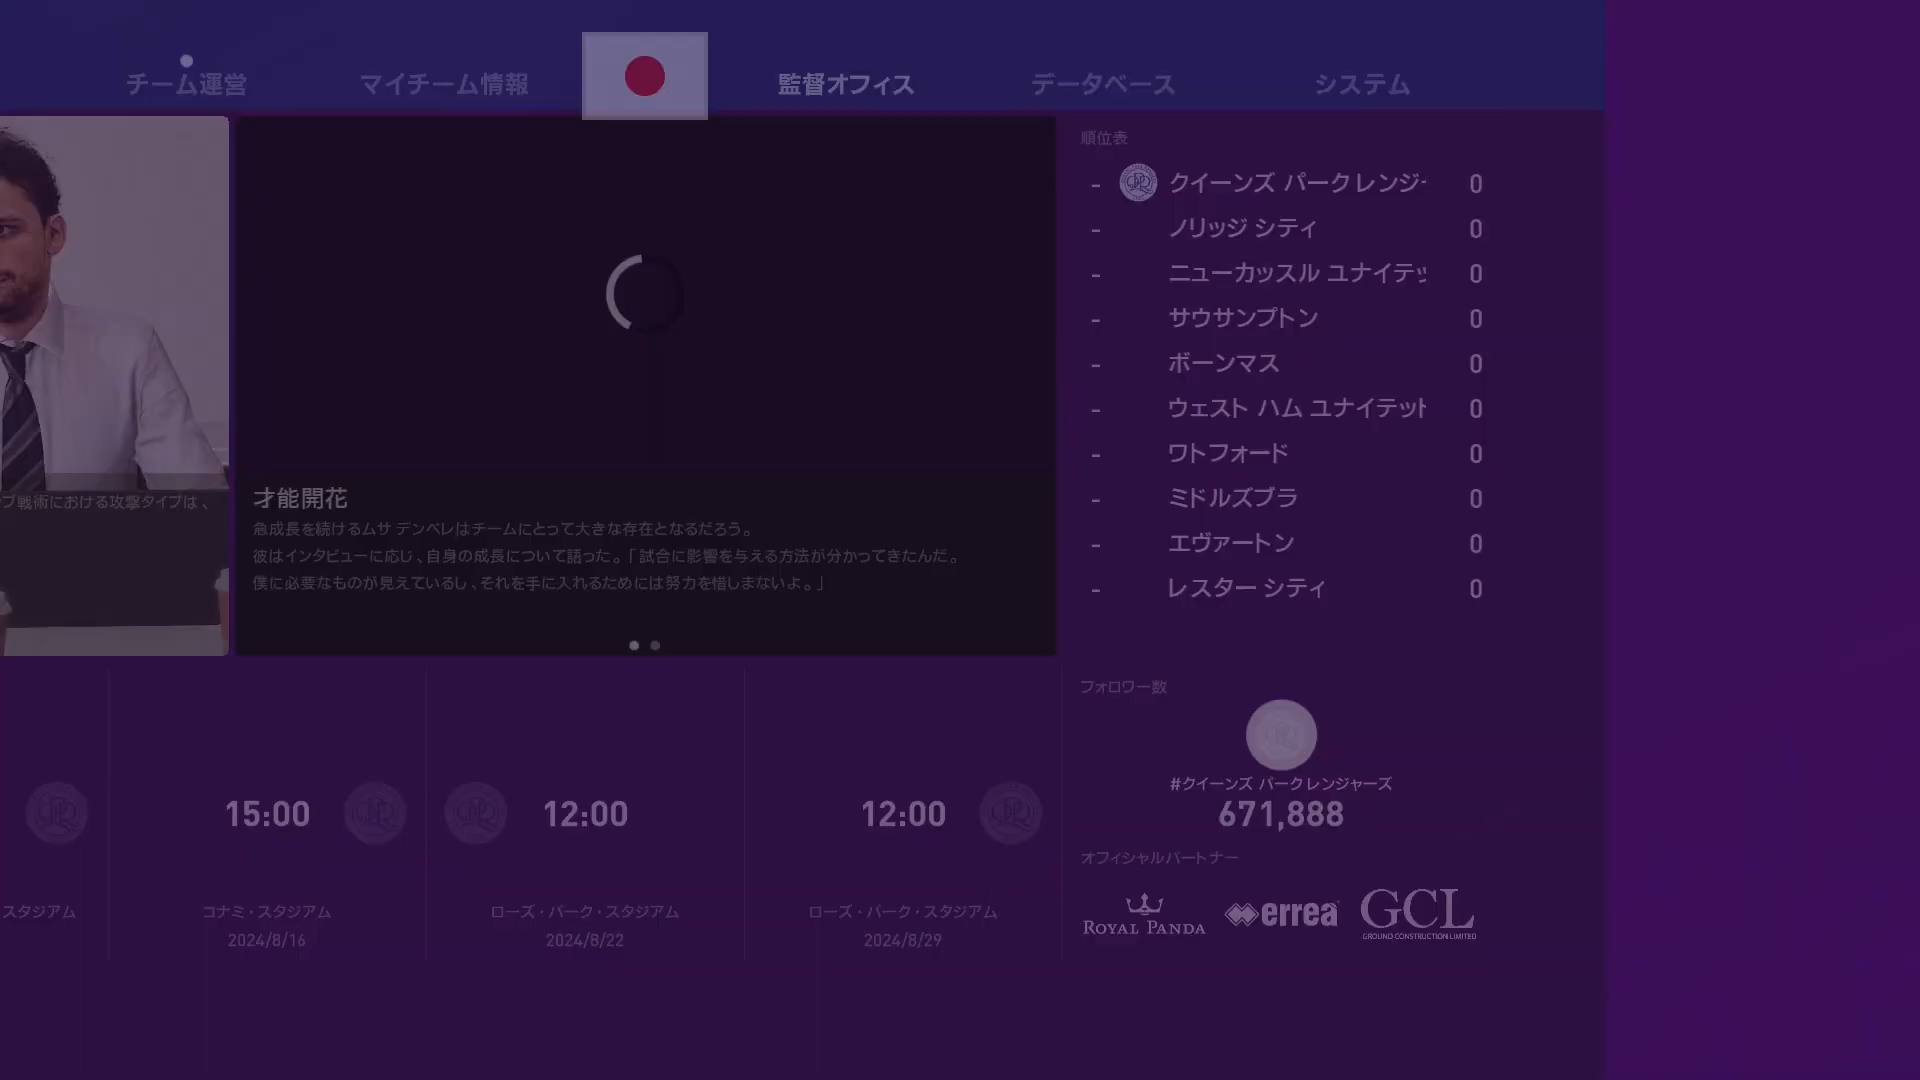 チーム運営
マイチーム情報
監督オフィス
データベース
システム
ブ戦術における攻撃タイプは、
才能開花
急成長を続けるムサ デンベレはチームにとって大きな存在となるだろう。
彼はインタビューに応じ、自身の成長について語った。「試合に影響を与える方法が分かってきたんだ。
僕に必要なものが見えているし、それを手に入れるためには努力を惜しまないよ。」
順位表
- クイーンズ パークレンジャ 0
- ノリッジ シティ 0
- ニューカッスル ユナイテッ 0
- サウサンプトン 0
- ボーンマス 0
- ウェスト ハム ユナイテッド 0
- ワトフォード 0
- ミドルズブラ 0
- エヴァートン 0
- レスター シティ 0
フォロワー数
#クイーンズ パークレンジャーズ
671,888
オフィシャルパートナー
ROYAL PANDA
errea
GCL
GROUND CONSTRUCTION LIMITED
スタジアム
15:00
コナミ・スタジアム
2024/8/16
12:00
ローズ・パーク・スタジアム
2024/8/22
12:00
ローズ・パーク・スタジアム
2024/8/29